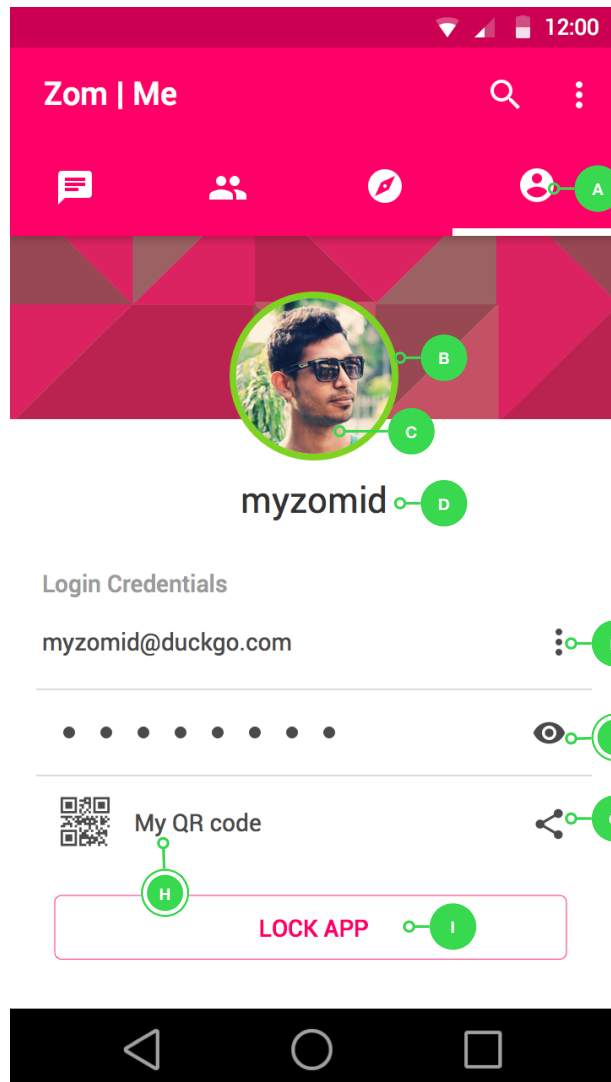 12:00
Zom | Me
A
B
C
myzomid
D
Login Credentials
myzomid@duckgo.com
My QR code
H
LOCK APP
I